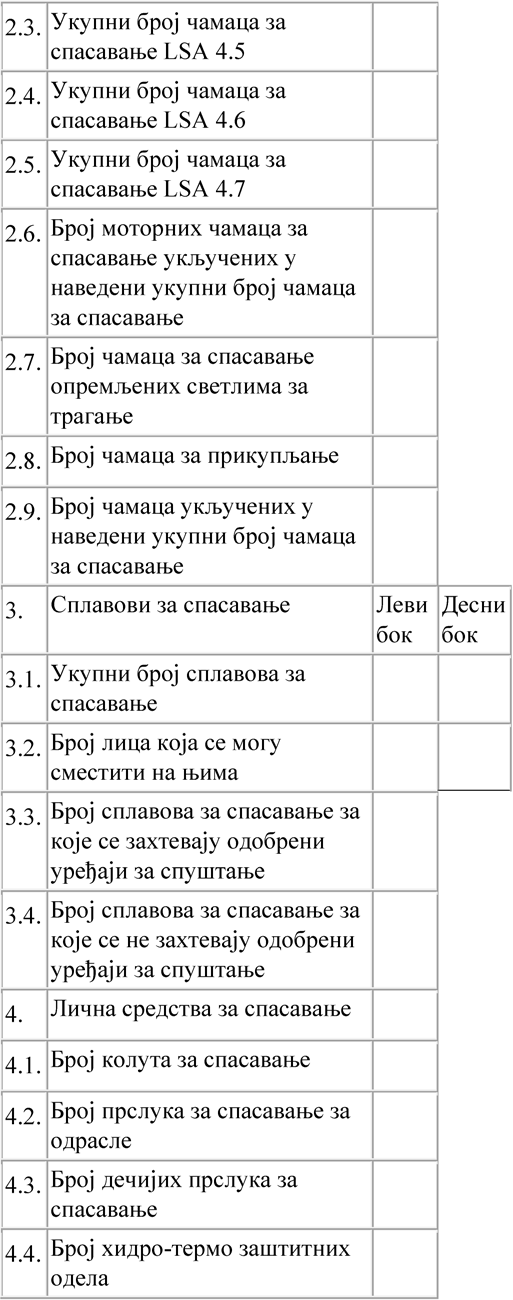 2.3. Укупни број чамаца за
спасавање LSA 4.5
2.4. Укупни број чамаца за
спасавање LSA 4.6
2.5. Укупни број чамаца за
спасавање LSA 4.7
2.6. Број моторних чамаца за
спасавање укључених у
наведени укупни број чамаца
за спасавање
2.7. Број чамаца за спасавање
опремљених светлима за
трагање
2.8. Број чамаца за прикупљање
2.9. Број чамаца укључених у
наведени укупни број чамаца
за спасавање
3. Сплавови за спасавање Леви Десни
бок бок
3.1. Укупни број сплавова за
спасавање
3.2. Број лица која се могу
сместити на њима
3.3. Број сплавова за спасавање за
које се захтевају одобрени
уређаји за спуштање
3.4. Број сплавова за спасавање за
које се не захтевају одобрени
уређаји за спуштање
4. Лична средства за спасавање
4.1. Број колута за спасавање
4.2. Број прслука за спасавање за
одрасле
4.3. Број дечијих прслука за
спасавање
4.4. Број хидро-термо заштитних
одела